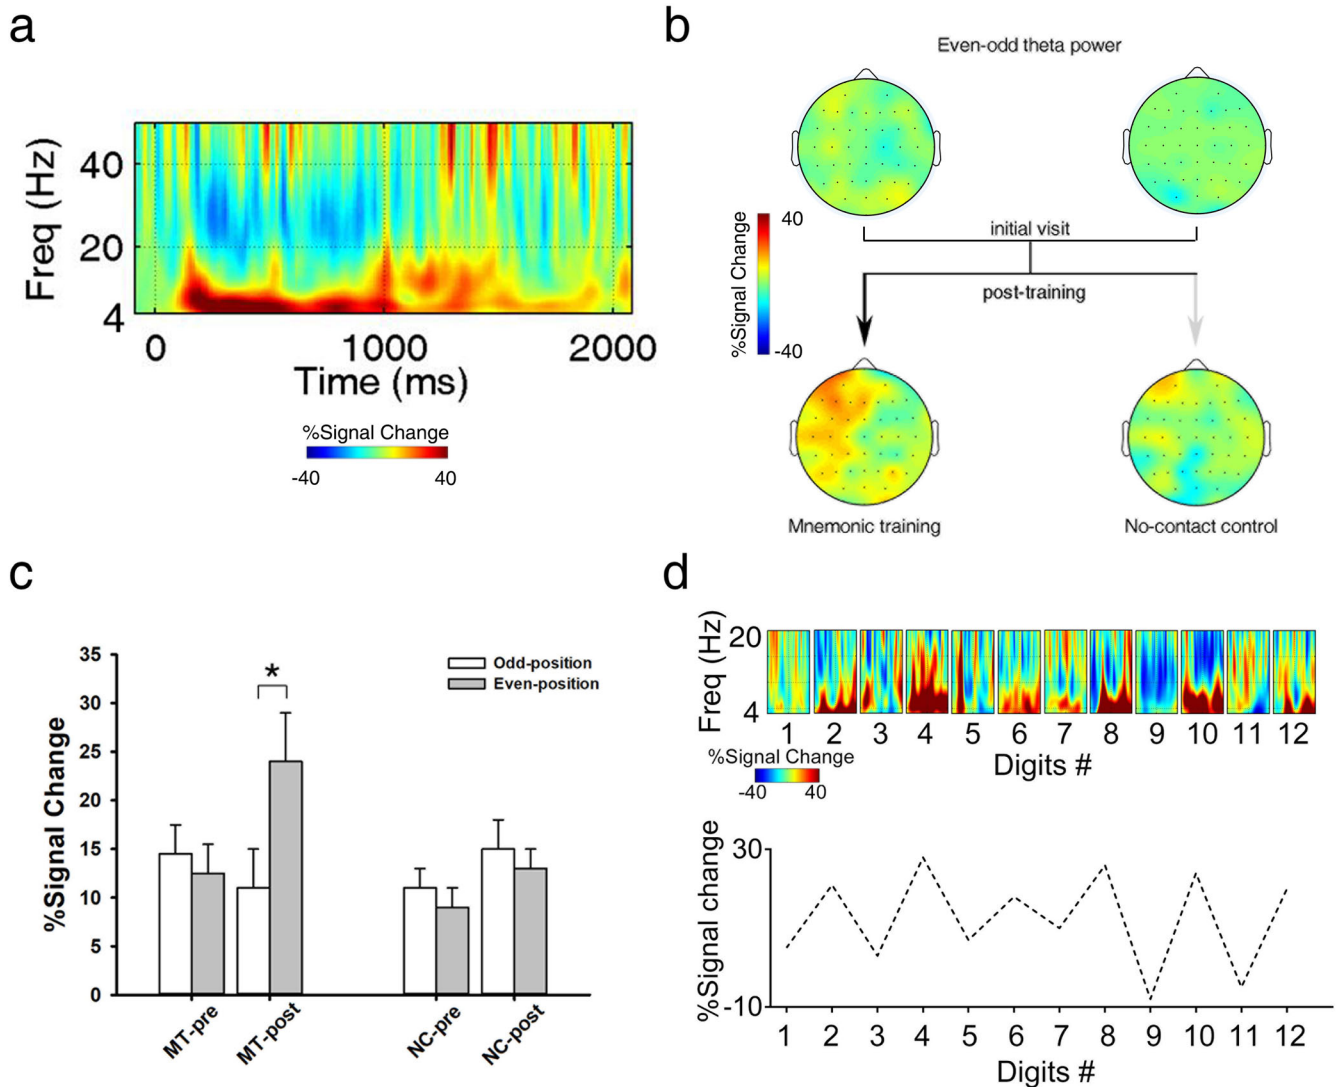 a
Freq (Hz)
40
20
4
0 1000 2000
Time (ms)
%Signal Change
-40 40
b
Even-odd theta power
%Signal Change
40
-40
initial visit
post-training
Mnemonic training
No-contact control
c
%Signal Change
35
30
25
20
15
10
5
0
*
Odd-position
Even-position
MT-pre
MT-post
NC-pre
NC-post
d
Freq (Hz)
20
4
1 2 3 4 5 6 7 8 9 10 11 12
Digits #
%Signal Change
-40 40
%Signal change
30
-10
1 2 3 4 5 6 7 8 9 10 11 12
Digits #